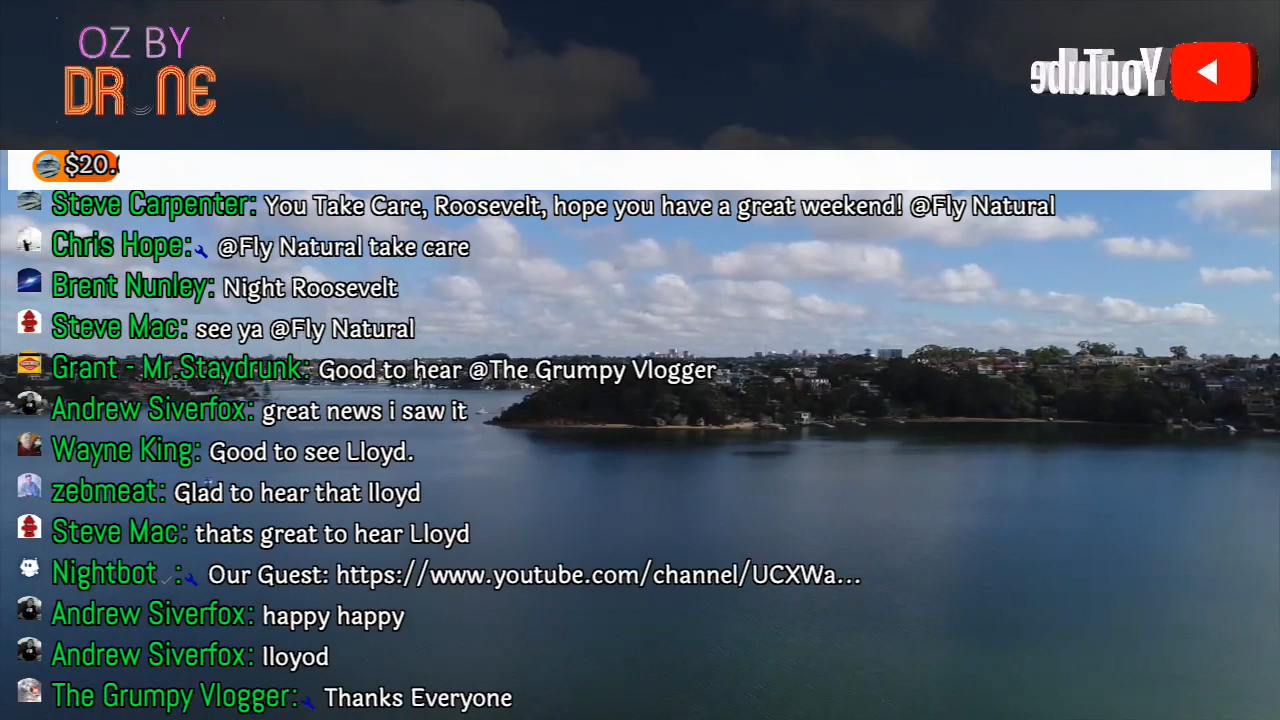 OZ BY
DRONE
YouTube
$20.
Steve Carpenter: You Take Care, Roosevelt, hope you have a great weekend! @Fly Natural
Chris Hope: @Fly Natural take care
Brent Nunley: Night Roosevelt
Steve Mac: see ya @Fly Natural
Grant - Mr.Staydrunk: Good to hear @The Grumpy Vlogger
Andrew Siverfox: great news i saw it
Wayne King: Good to see Lloyd.
zebmeat: Glad to hear that lloyd
Steve Mac: thats great to hear Lloyd
Nightbot ✓: Our Guest: https://www.youtube.com/channel/UCXWa...
Andrew Siverfox: happy happy
Andrew Siverfox: lloyod
The Grumpy Vlogger: Thanks Everyone